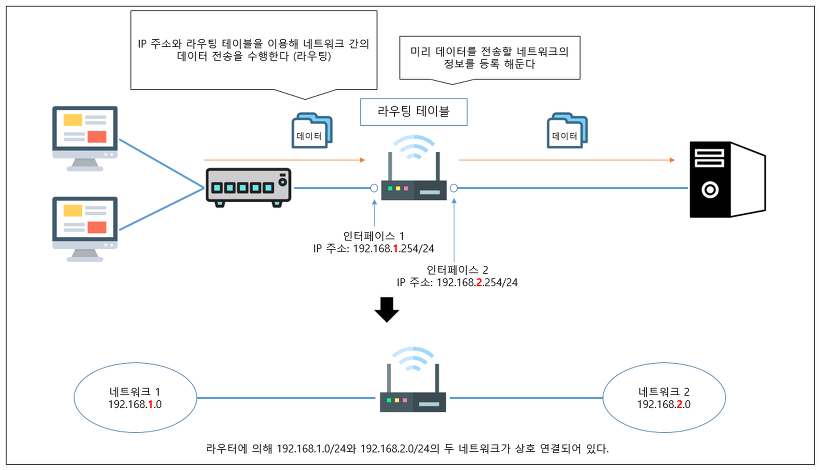 IP 주소와 라우팅 테이블을 이용해 네트워크 간의
데이터 전송을 수행한다 (라우팅)
미리 데이터를 전송할 네트워크의
정보를 등록 해둔다
라우팅 테이블
데이터
데이터
인터페이스 1
IP 주소: 192.168.1.254/24
인터페이스 2
IP 주소: 192.168.2.254/24
네트워크 1
192.168.1.0
네트워크 2
192.168.2.0
라우터에 의해 192.168.1.0/24와 192.168.2.0/24의 두 네트워크가 상호 연결되어 있다.